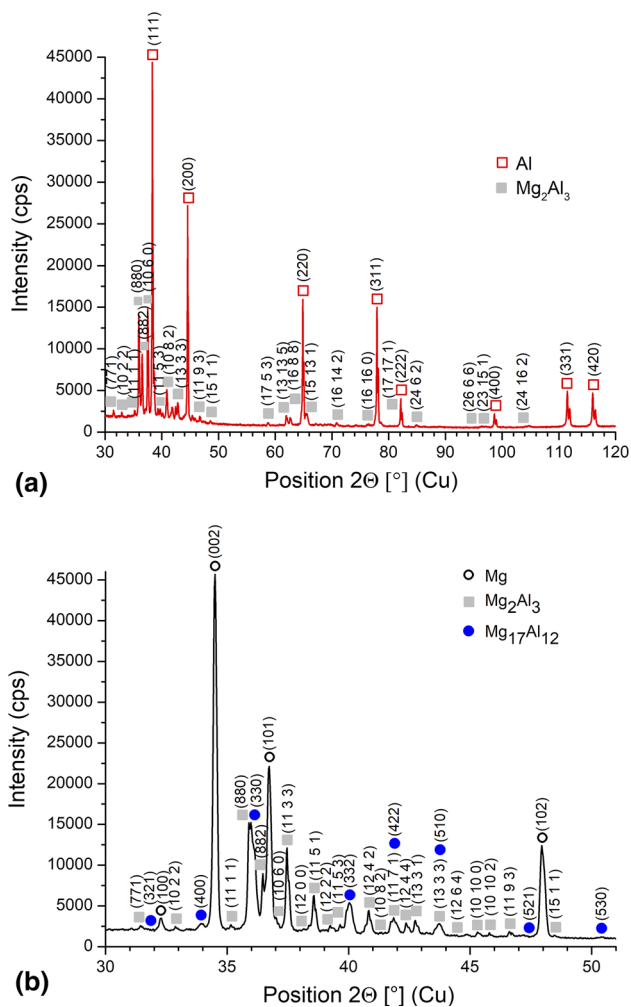 (111)
45000
40000
35000
30000
25000
20000
15000
10000
5000
0
Intensity (cps)
(200)
Al
Mg2Al3
(880)
(10 6 0)
(882)
(220)
(311)
(771)
(10 2 2)
(11 1 1)
(11 5 3)
(10 8 2)
(13 3 3)
(11 9 3)
(15 1 1)
(17 5 3)
(13 13 5)
(16 8 8)
(15 13 1)
(16 14 2)
(16 16 0)
(17 17 1)
(222)
(24 6 2)
(26 6 6)
(23 15 1)
(400)
(24 16 2)
(331)
(420)
30 40 50 60 70 80 90 100 110 120
(a)
Position 2Θ [°] (Cu)
(002)
45000
40000
35000
30000
25000
20000
15000
10000
5000
0
Intensity (cps)
Mg
Mg2Al3
Mg17Al12
(101)
(880)
(330)
(882)
(11 3 3)
(422)
(510)
(102)
(771)
(321)
(100)
(10 2 2)
(400)
(11 1 1)
(10 6 0)
(12 0 0)
(11 5 1)
(12 2 2)
(11 5 3)
(332)
(12 4 2)
(10 8 2)
(11 7 1)
(12 4 4)
(13 3 1)
(13 3 3)
(12 6 4)
(10 10 0)
(10 10 2)
(11 9 3)
(521)
(15 1 1)
(530)
30 35 40 45 50
(b)
Position 2Θ [°] (Cu)